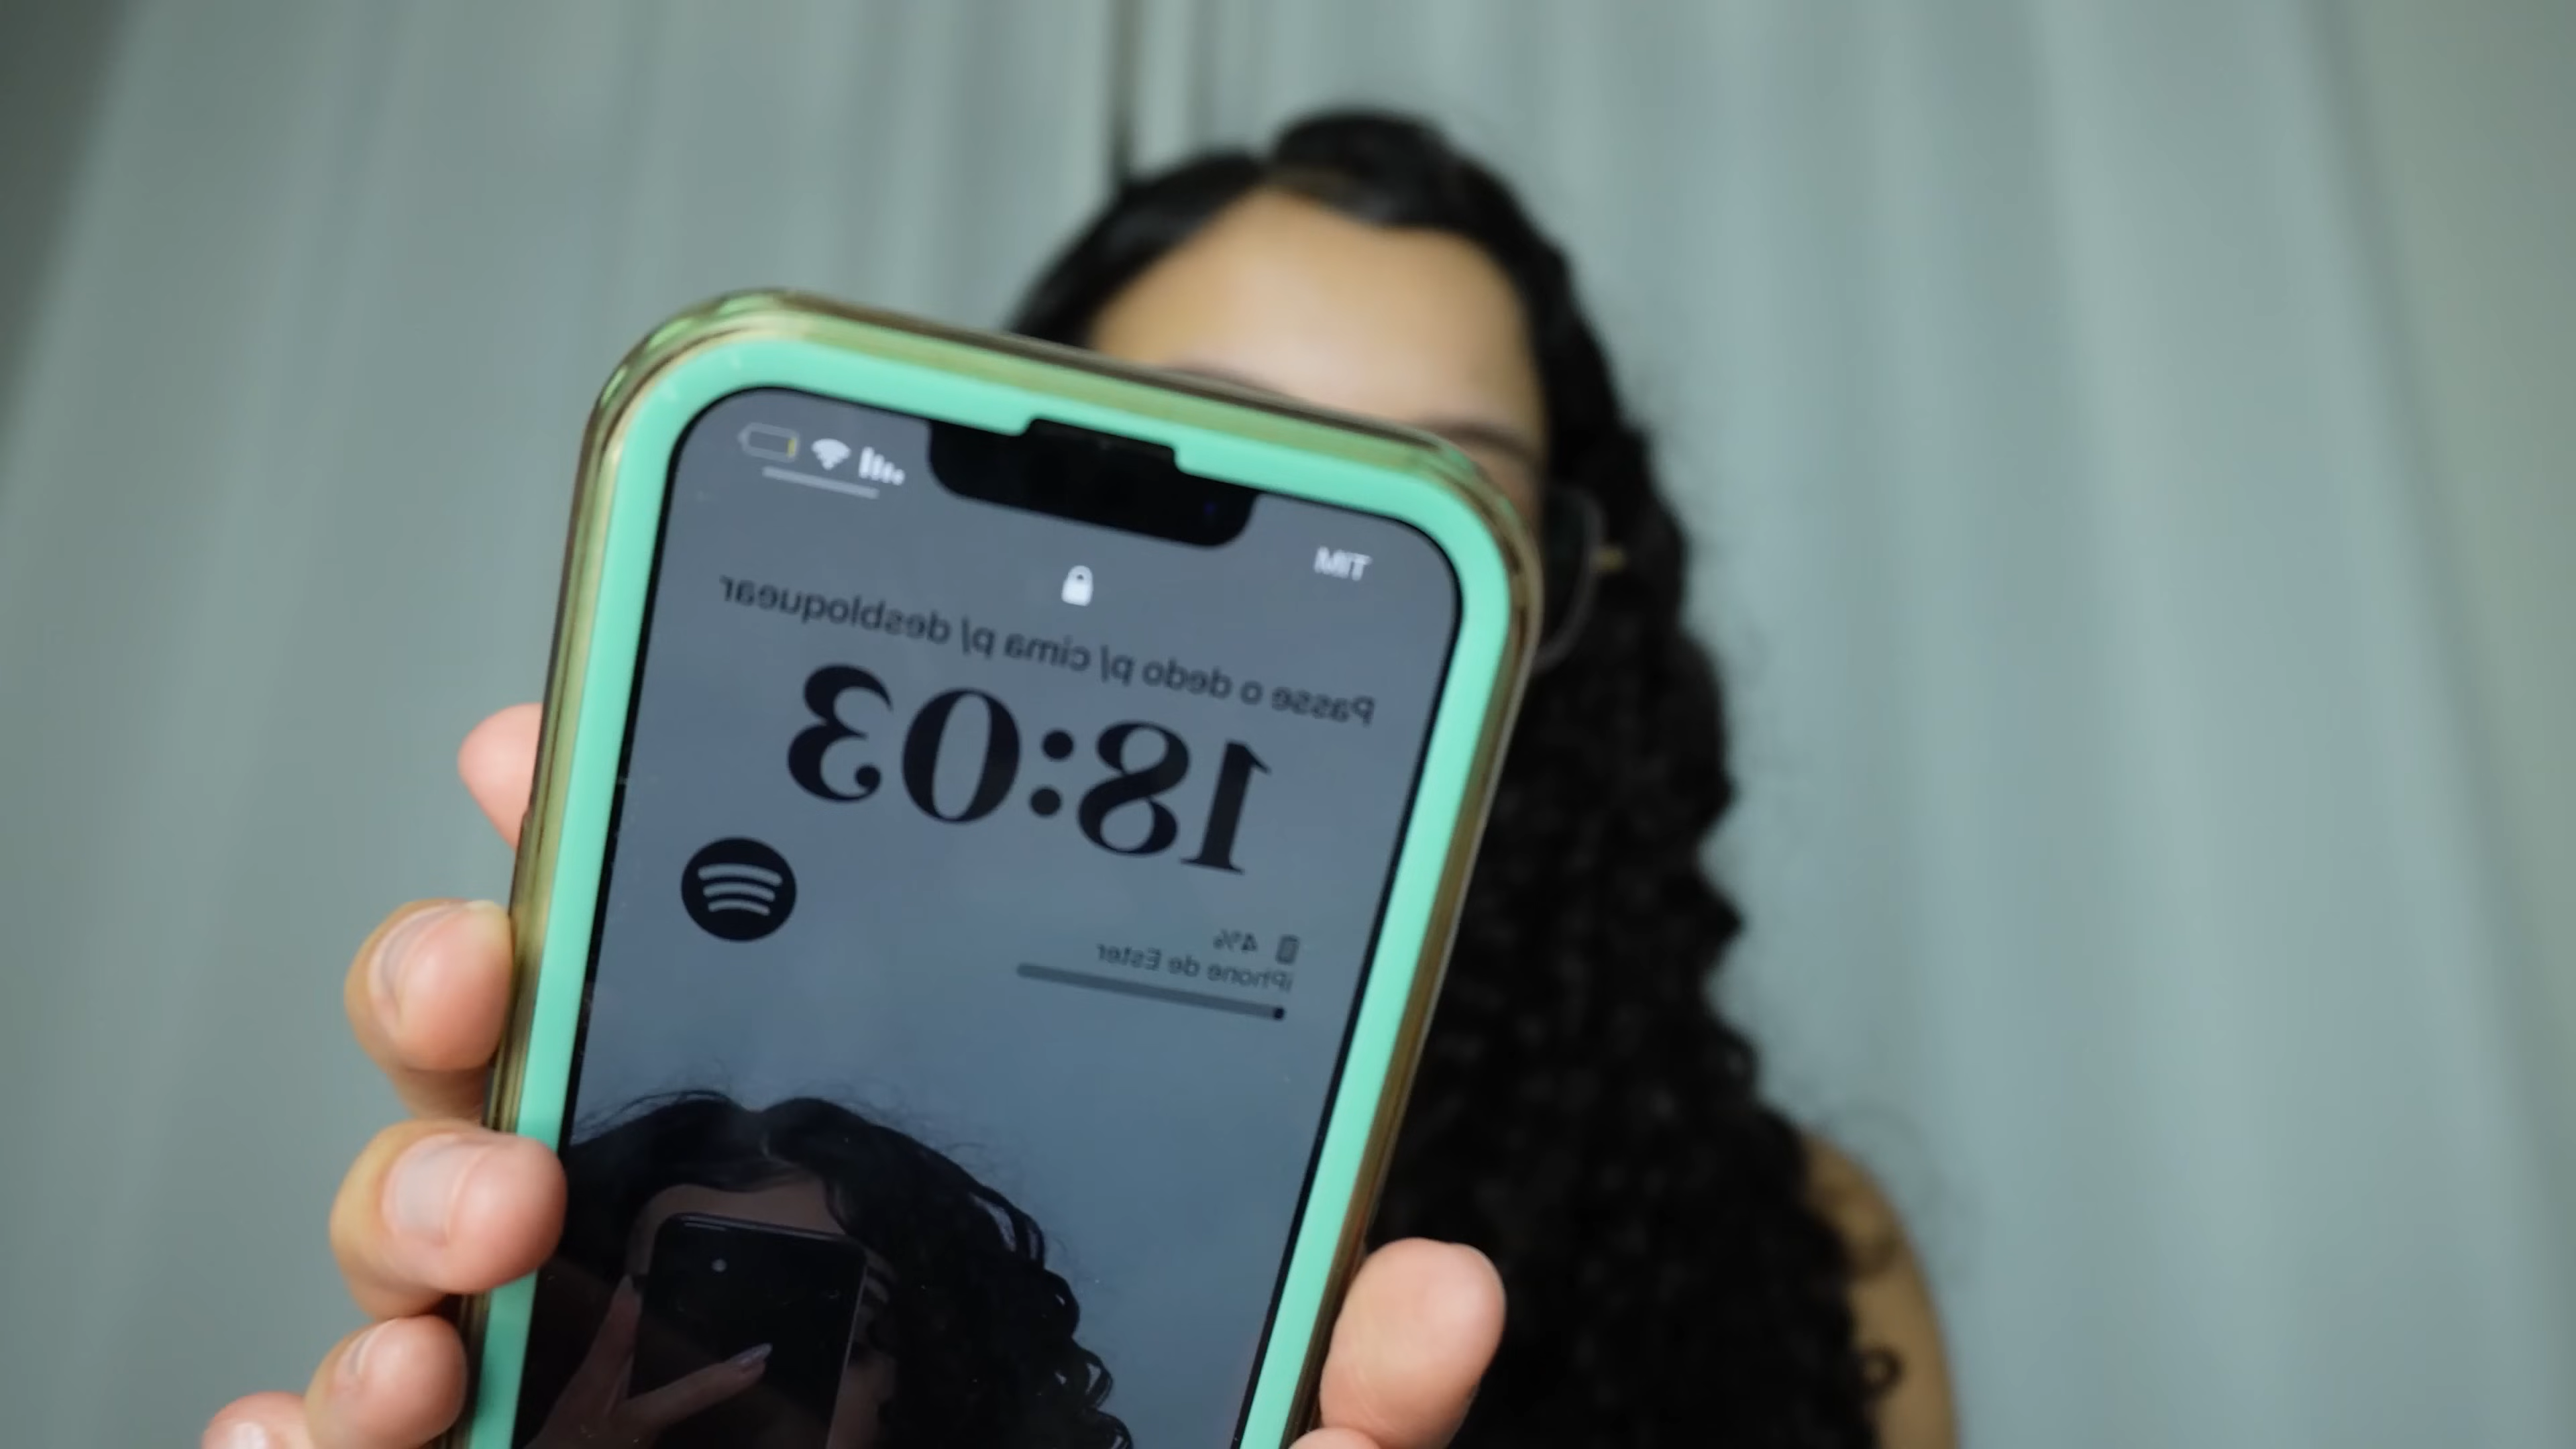 TIM
Passe o dedo p/ cima p/ desbloquear
18:03
4%
iPhone de Ester